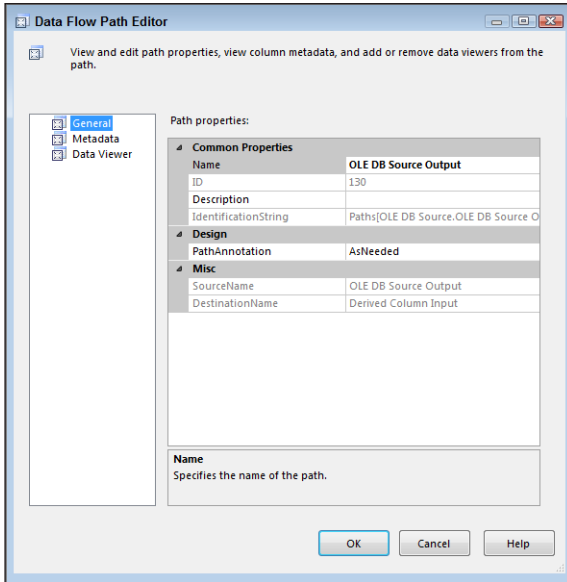 Data Flow Path Editor
View and edit path properties, view column metadata, and add or remove data viewers from the
path.
General
Metadata
Data Viewer
Path properties:
Common Properties
Name OLE DB Source Output
ID 130
Description
IdentificationString Paths[OLE DB Source.OLE DB Source O
Design
PathAnnotation AsNeeded
Misc
SourceName OLE DB Source Output
DestinationName Derived Column Input
Name
Specifies the name of the path.
OK Cancel Help